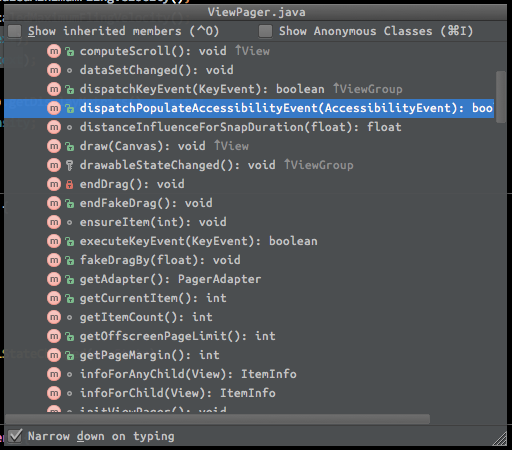 ViewPager.java
Show inherited members (^O) Show Anonymous Classes (⌘I)
m computeScroll(): void ↑View
m dataSetChanged(): void
m dispatchKeyEvent(KeyEvent): boolean ↑ViewGroup
m dispatchPopulateAccessibilityEvent(AccessibilityEvent): boo
m distanceInfluenceForSnapDuration(float): float
m draw(Canvas): void ↑View
m drawableStateChanged(): void ↑ViewGroup
m endDrag(): void
m endFakeDrag(): void
m ensureItem(int): void
m executeKeyEvent(KeyEvent): boolean
m fakeDragBy(float): void
m getAdapter(): PagerAdapter
m getCurrentItem(): int
m getItemCount(): int
m getOffscreenPageLimit(): int
m getPageMargin(): int
m infoForAnyChild(View): ItemInfo
m infoForChild(View): ItemInfo
m initViewPager(): void
Narrow down on typing